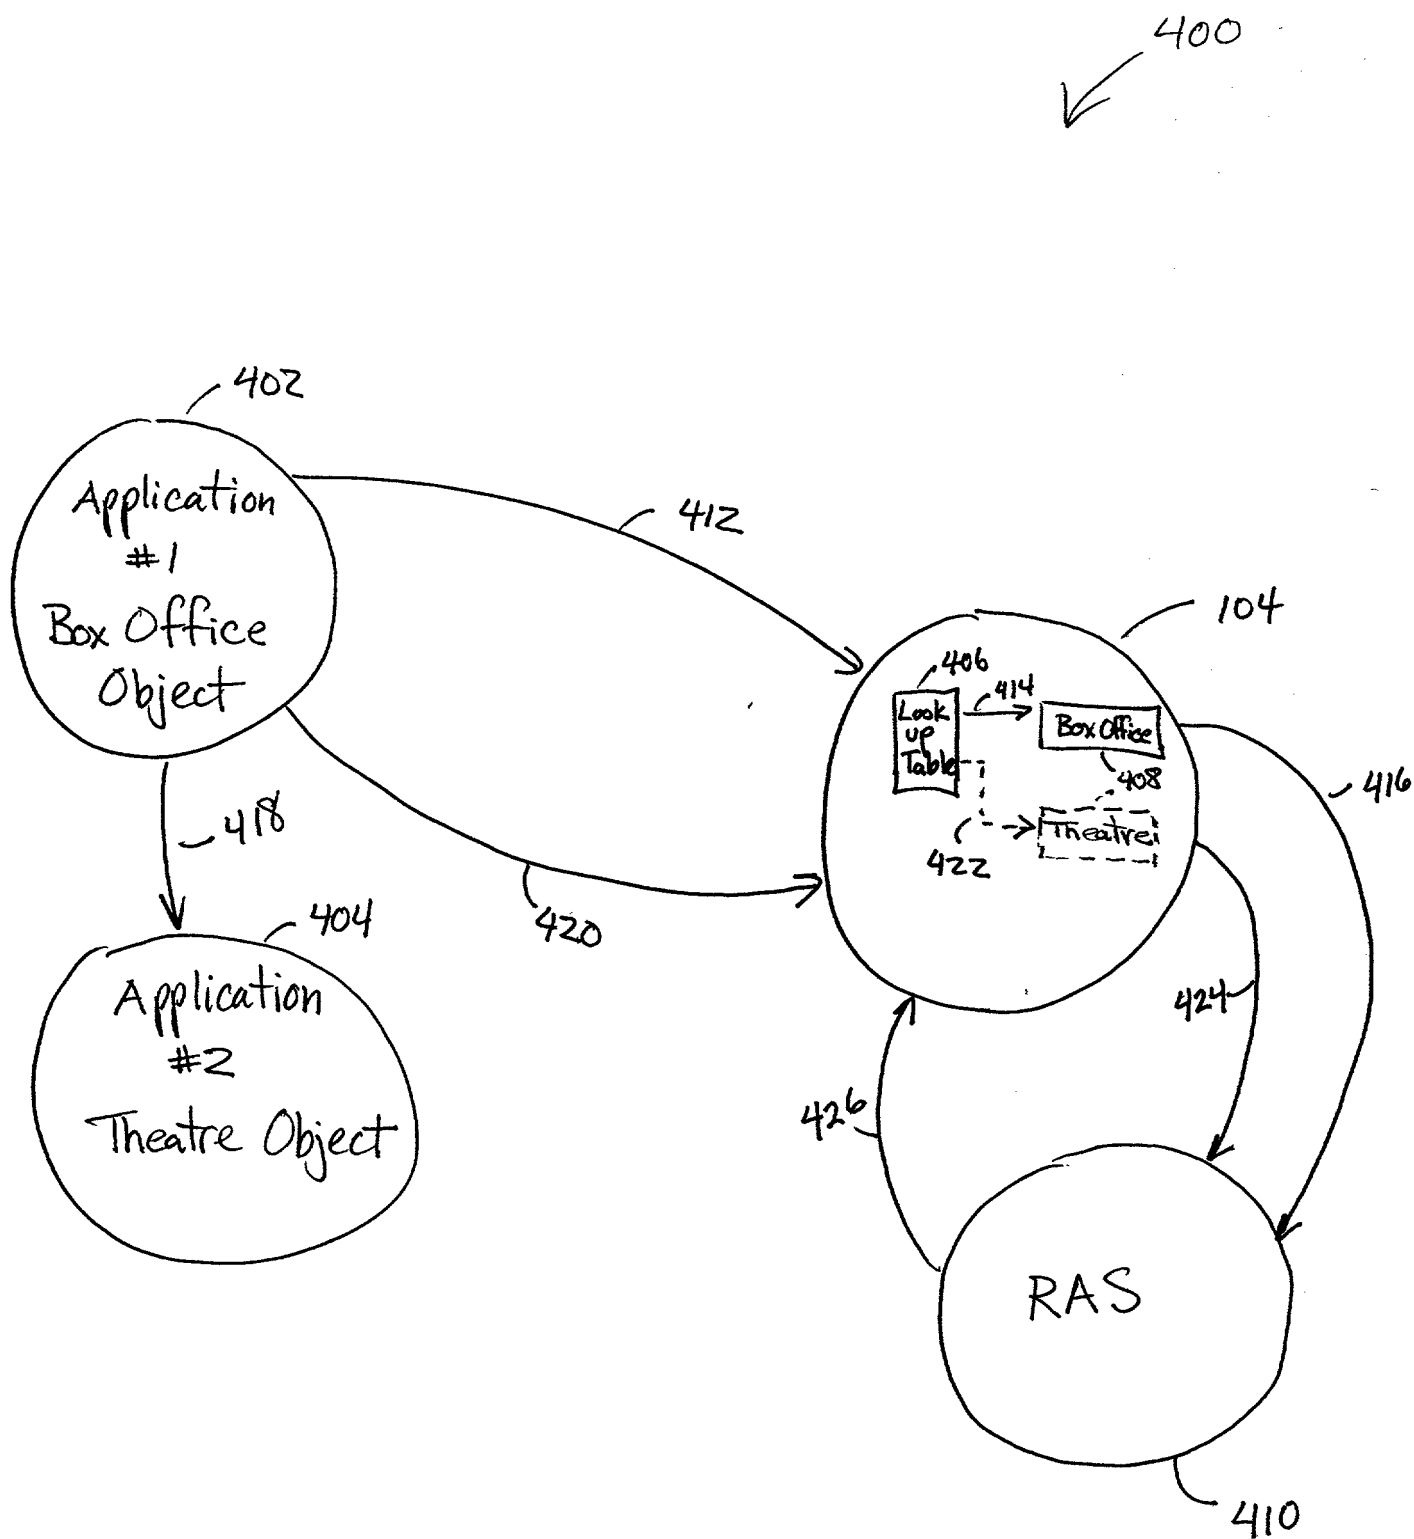 400
402
Application
#1
Box Office
Object
412
104
406
414
Look
up
Table
Box Office
408
416
Theatre
422
418
420
404
Application
#2
Theatre Object
424
426
RAS
410